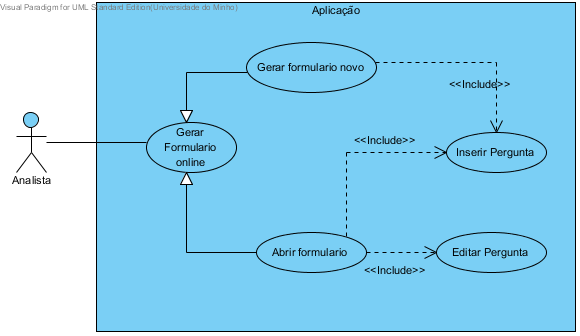 Visual Paradigm for UML Standard Edition(Universidade do Minho)
Aplicação
Gerar formulario novo
<<Include>>
Gerar
Formulario
online
<<Include>>
Inserir Pergunta
Analista
Abrir formulario
Editar Pergunta
<<Include>>